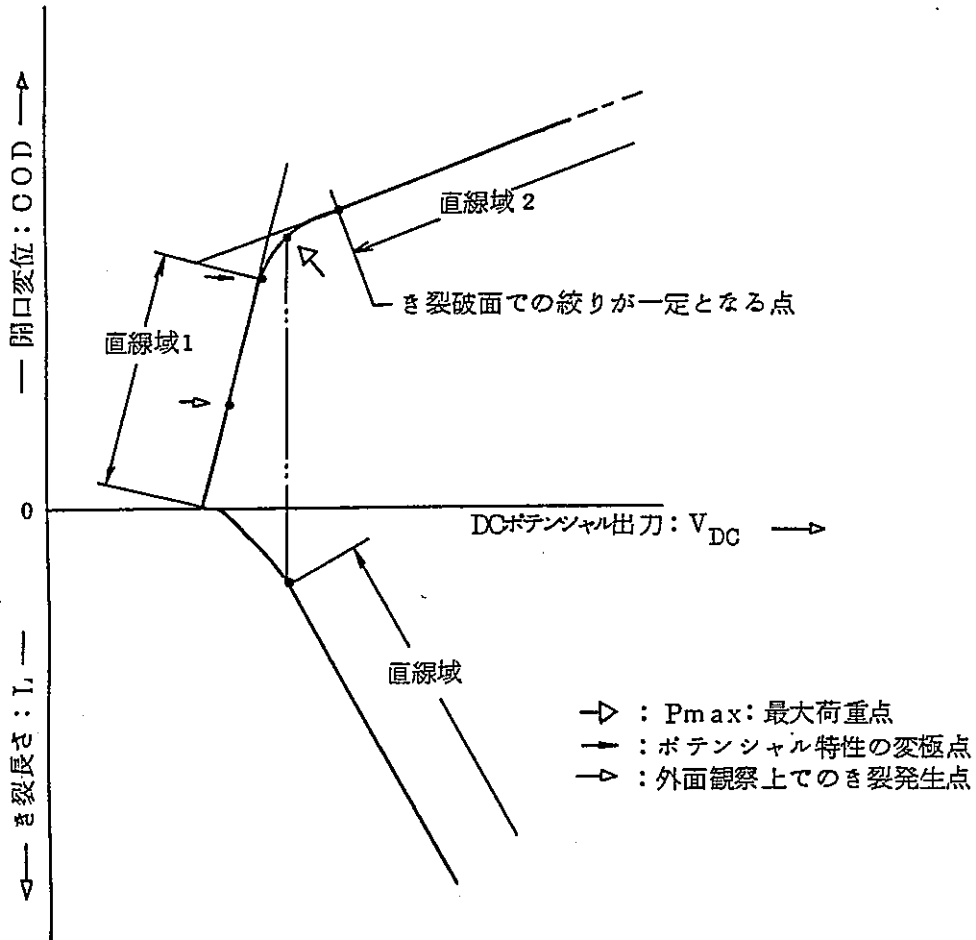 開口変位：COD
直線域2
き裂破面での絞りが一定となる点
直線域1
0
DCポテンシャル出力：VDC
き裂長さ：L
直線域
：Pmax：最大荷重点
：ポテンシャル特性の変極点
：外面観察上でのき裂発生点